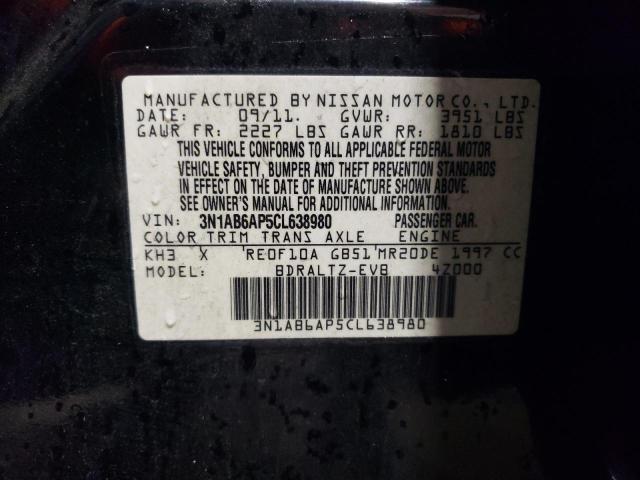 MANUFACTURED BY NISSAN MOTOR CO., LTD.
DATE: 09/11. GVWR: 3951 LBS
GAWR FR: 2227 LBS GAWR RR: 1810 LBS
THIS VEHICLE CONFORMS TO ALL APPLICABLE FEDERAL MOTOR
VEHICLE SAFETY, BUMPER AND THEFT PREVENTION STANDARDS
IN EFFECT ON THE DATE OF MANUFACTURE SHOWN ABOVE.
SEE OWNER'S MANUAL FOR ADDITIONAL INFORMATION.
VIN: 3N1AB6AP5CL638980 PASSENGER CAR.
COLOR TRIM TRANS AXLE ENGINE
KH3 X RE0F10A GB51 MR20DE 1997 CC
MODEL: BDRALTZ-EVB 4Z000
3N1AB6AP5CL638980